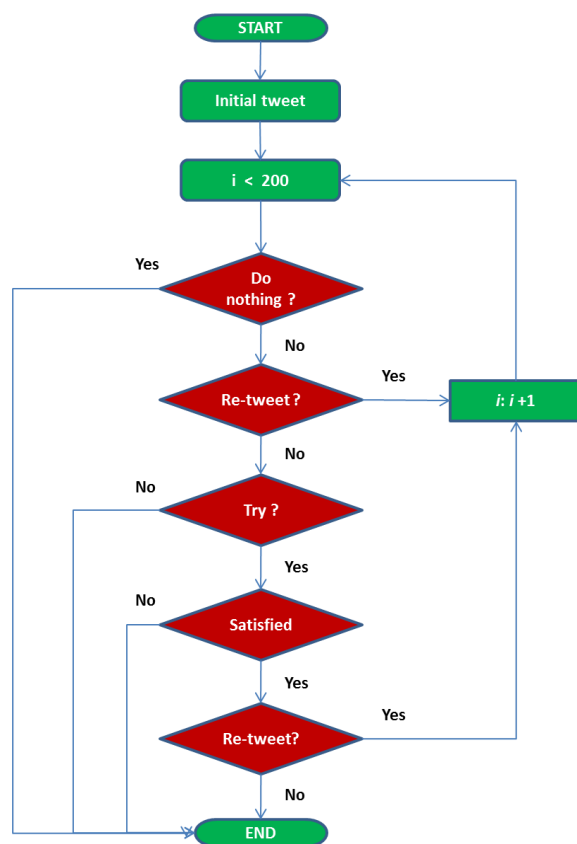 START
Initial tweet
i < 200
Yes
Do
nothing ?
No
Yes
Re-tweet ?
i: i +1
No
No
Try ?
Yes
No
Satisfied
Yes
Yes
Re-tweet?
No
END